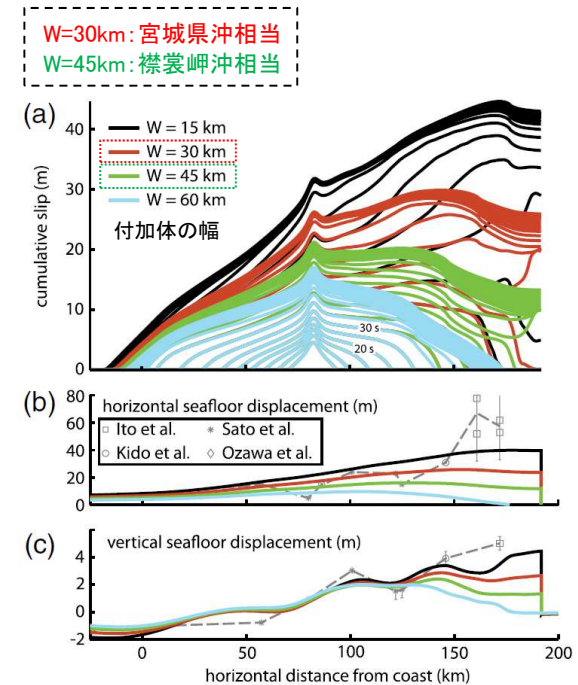 W=30km：宮城県沖相当
W=45km：襟裳岬沖相当
(a)
40
30
20
10
0
cumulative slip (m)
W = 15 km
W = 30 km
W = 45 km
W = 60 km
付加体の幅
30 s
20 s
(b)
80
60
40
20
0
horizontal seafloor displacement (m)
Ito et al.
Sato et al.
Kido et al.
Ozawa et al.
(c)
4
2
0
-2
vertical seafloor displacement (m)
0
50
100
150
200
horizontal distance from coast (km)